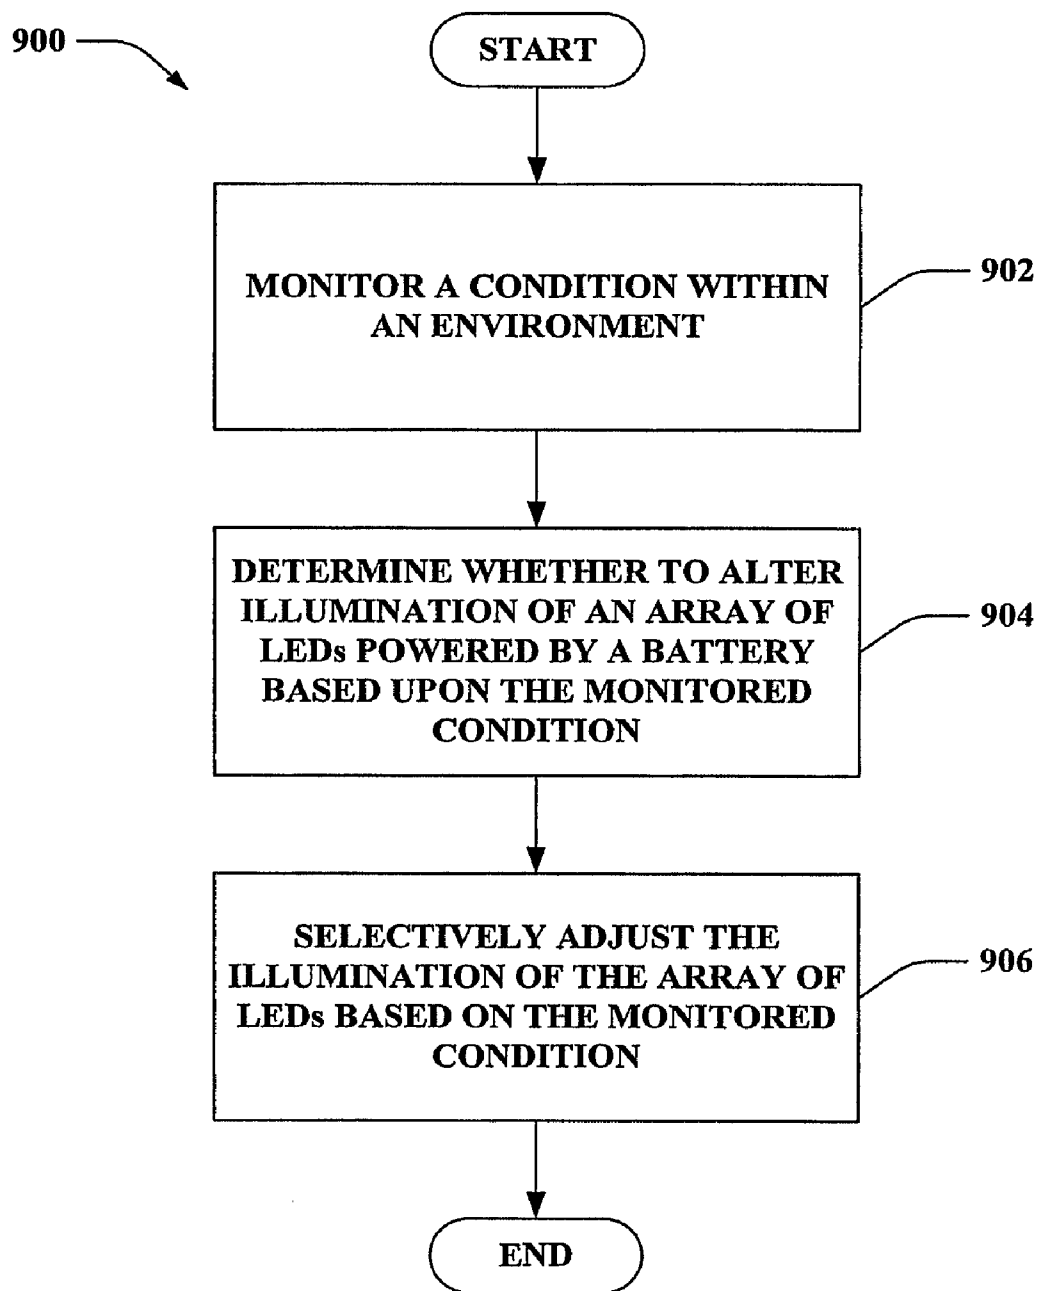 900
START
MONITOR A CONDITION WITHIN
AN ENVIRONMENT
902
DETERMINE WHETHER TO ALTER
ILLUMINATION OF AN ARRAY OF
LEDs POWERED BY A BATTERY
BASED UPON THE MONITORED
CONDITION
904
SELECTIVELY ADJUST THE
ILLUMINATION OF THE ARRAY OF
LEDs BASED ON THE MONITORED
CONDITION
906
END